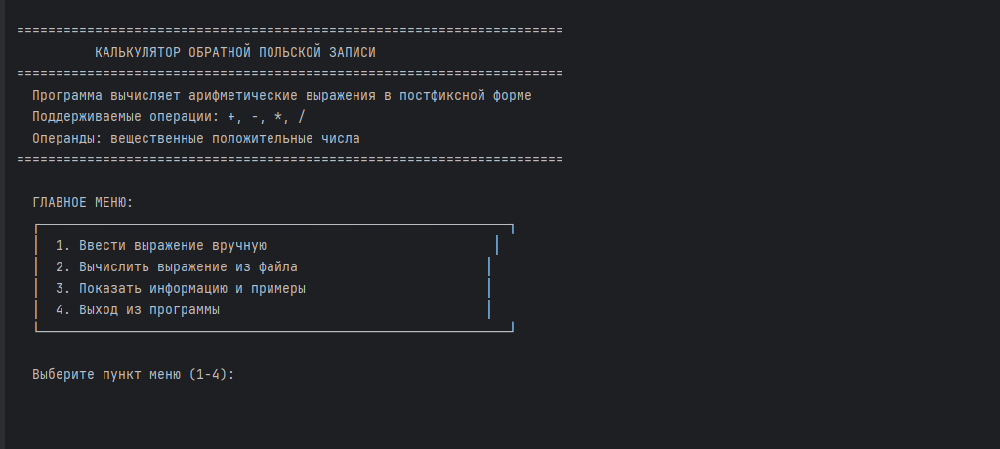 ======================================================================
КАЛЬКУЛЯТОР ОБРАТНОЙ ПОЛЬСКОЙ ЗАПИСИ
======================================================================
Программа вычисляет арифметические выражения в постфиксной форме
Поддерживаемые операции: +, -, *, /
Операнды: вещественные положительные числа
======================================================================
ГЛАВНОЕ МЕНЮ:
1. Ввести выражение вручную
2. Вычислить выражение из файла
3. Показать информацию и примеры
4. Выход из программы
Выберите пункт меню (1-4):